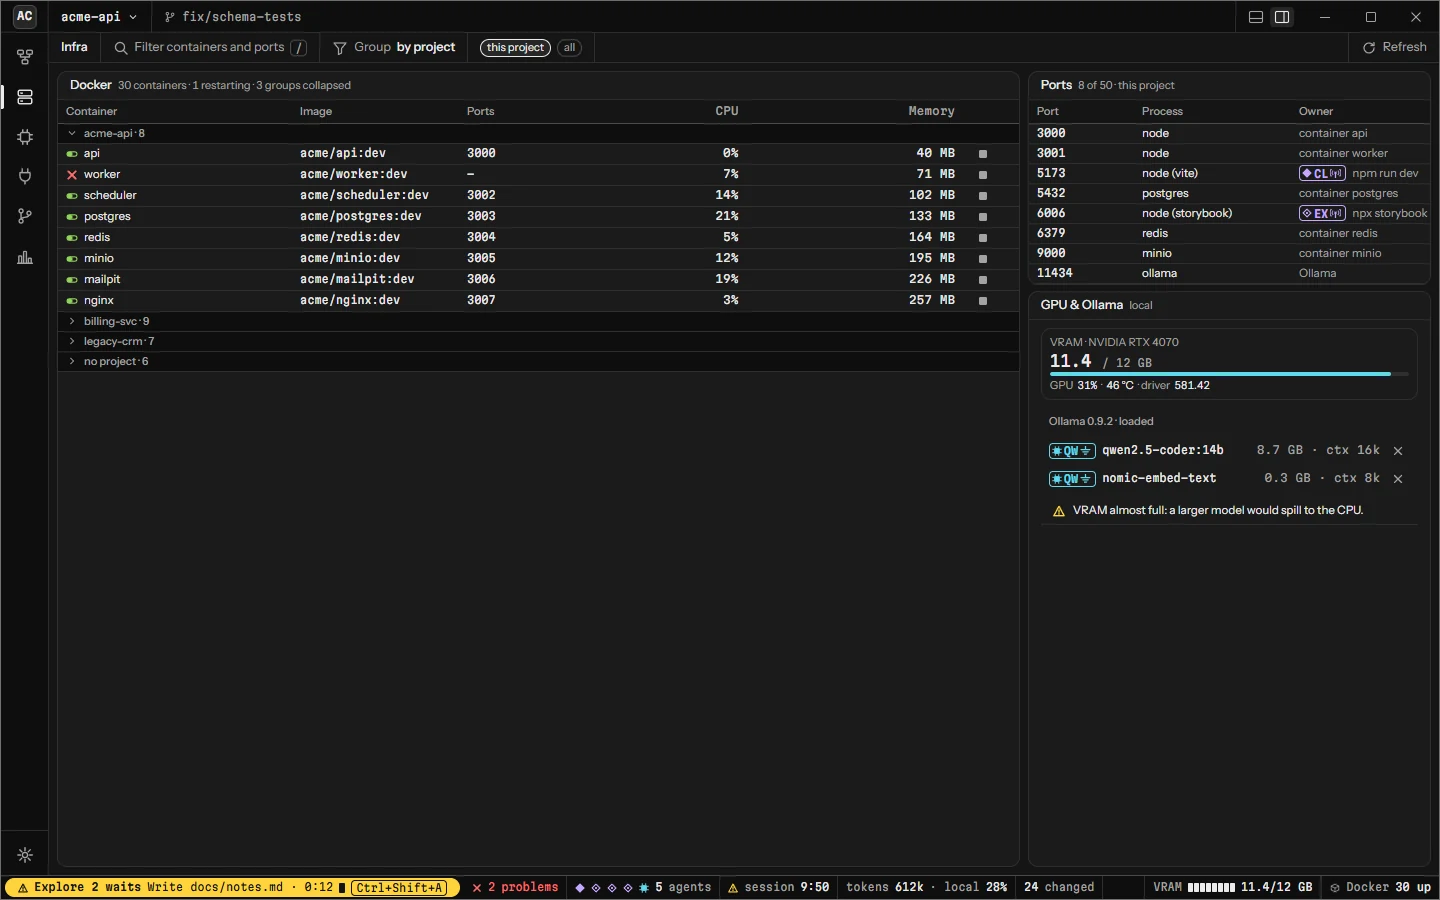 AC acme-api fix/schema-tests
Infra Filter containers and ports / Group by project this project all Refresh
Docker 30 containers · 1 restarting · 3 groups collapsed
Container Image Ports CPU Memory
acme-api · 8
api acme/api:dev 3000 0% 40 MB
worker acme/worker:dev – 7% 71 MB
scheduler acme/scheduler:dev 3002 14% 102 MB
postgres acme/postgres:dev 3003 21% 133 MB
redis acme/redis:dev 3004 5% 164 MB
minio acme/minio:dev 3005 12% 195 MB
mailpit acme/mailpit:dev 3006 19% 226 MB
nginx acme/nginx:dev 3007 3% 257 MB
billing-svc · 9
legacy-crm · 7
no project · 6
Ports 8 of 50 · this project
Port Process Owner
3000 node container api
3001 node container worker
5173 node (vite) CL npm run dev
5432 postgres container postgres
6006 node (storybook) EX npx storybook
6379 redis container redis
9000 minio container minio
11434 ollama Ollama
GPU & Ollama local
VRAM · NVIDIA RTX 4070
11.4 / 12 GB
GPU 31% · 46 °C · driver 581.42
Ollama 0.9.2 · loaded
QW qwen2.5-coder:14b 8.7 GB · ctx 16k
QW nomic-embed-text 0.3 GB · ctx 8k
VRAM almost full: a larger model would spill to the CPU.
Explore 2 waits Write docs/notes.md · 0:12 Ctrl+Shift+A 2 problems 5 agents session 9:50 tokens 612k · local 28% 24 changed VRAM 11.4/12 GB Docker 30 up